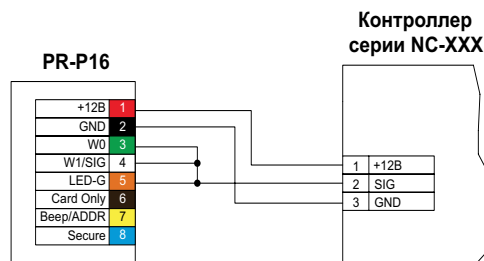 Контроллер
серии NC-XXX
PR-P16
+12В 1
GND 2
W0 3
W1/SIG 4
LED-G 5
Card Only 6
Beep/ADDR 7
Secure 8
1 +12В
2 SIG
3 GND